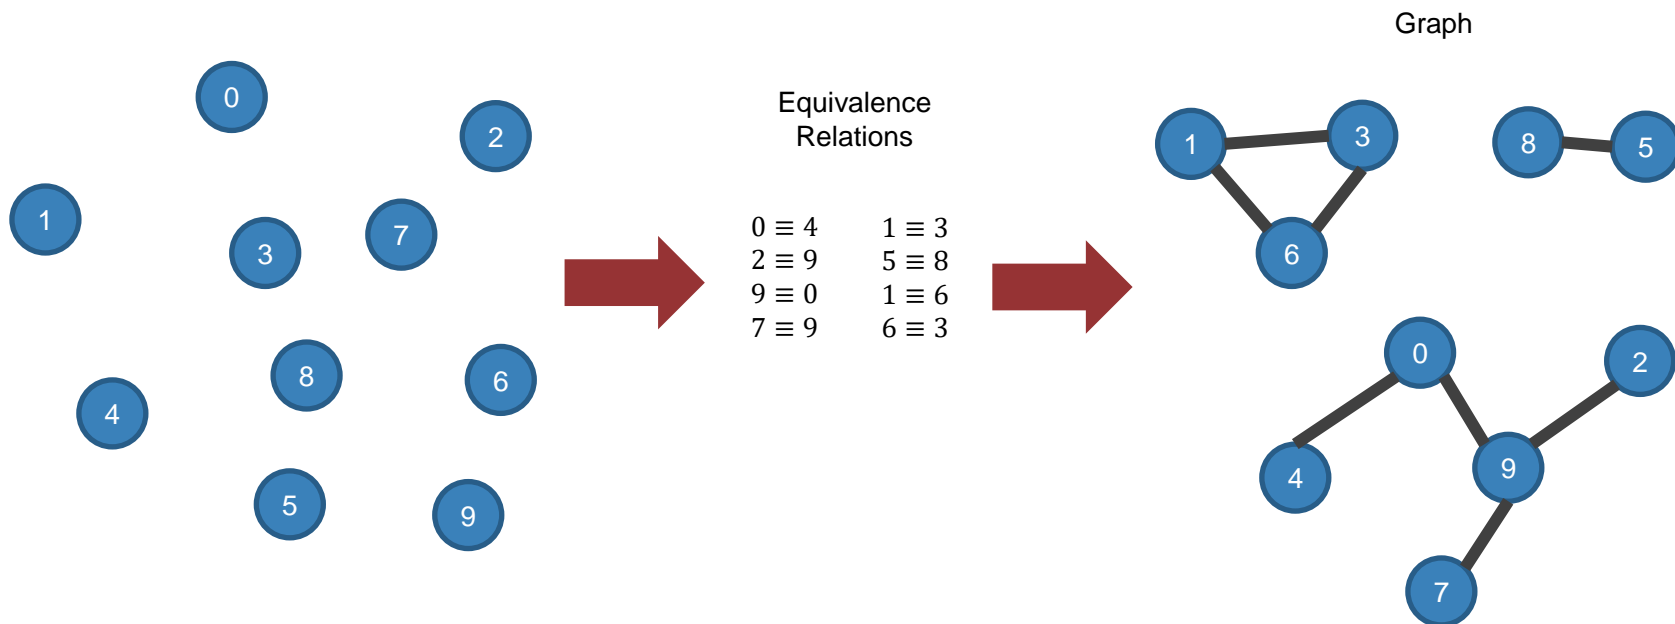 0
2
1
3
7
8
6
4
5
9
Equivalence
Relations
0 ≡ 4 1 ≡ 3
2 ≡ 9 5 ≡ 8
9 ≡ 0 1 ≡ 6
7 ≡ 9 6 ≡ 3
Graph
1
3
8
5
6
0
2
4
9
7